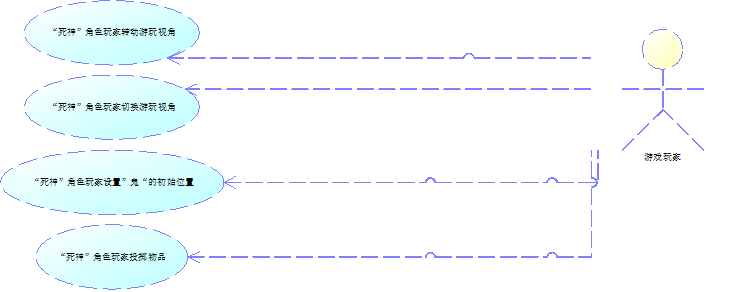 “死神”角色玩家转动游玩视角
“死神”角色玩家切换游玩视角
“死神”角色玩家设置”鬼“的初始位置
“死神”角色玩家投掷物品
游戏玩家